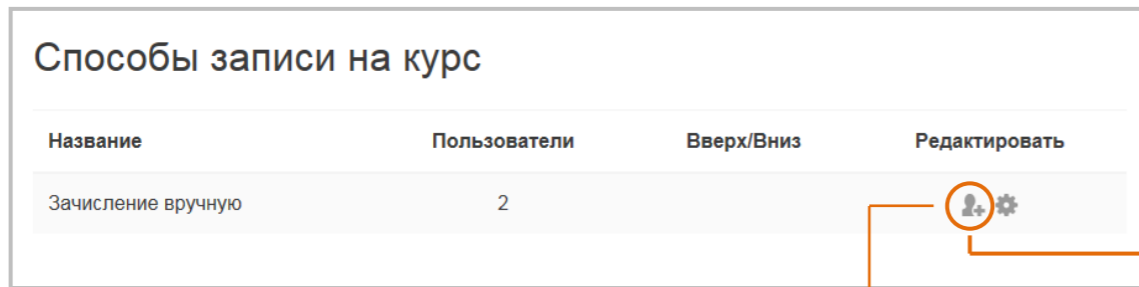 Способы записи на курс
Название Пользователи Вверх/Вниз Редактировать
Зачисление вручную 2